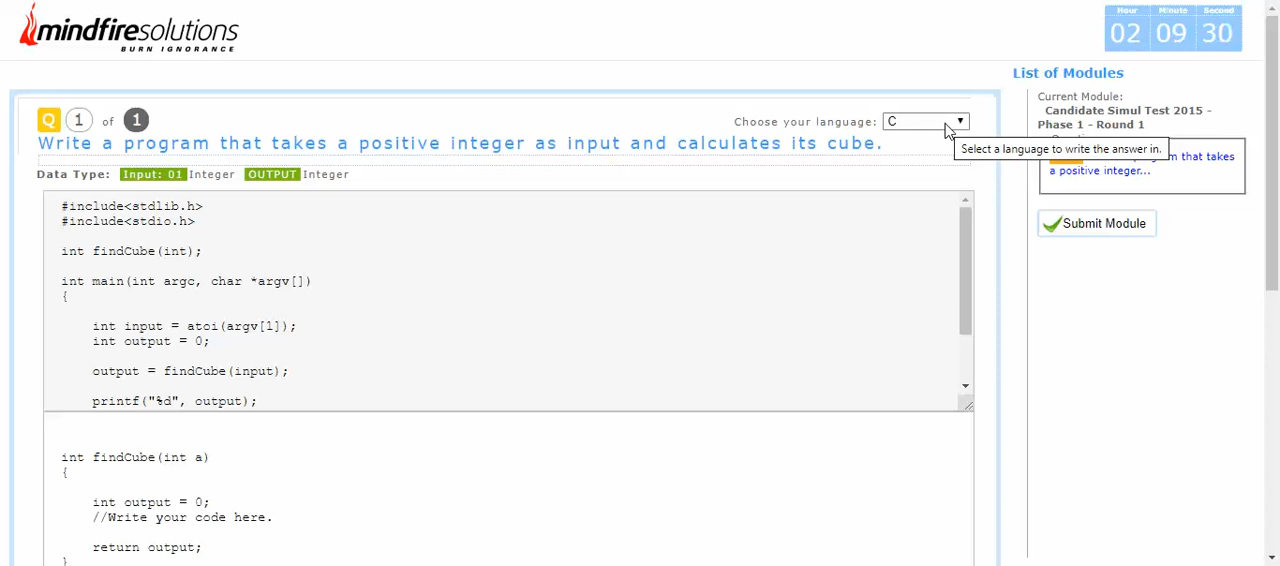 mindfiresolutions
BURN IGNORANCE
Hour Minute Second
02 09 30
List of Modules
Q 1 of 1
Choose your language: C
Write a program that takes a positive integer as input and calculates its cube.
Data Type: Input: 01 Integer OUTPUT Integer
Current Module:
Candidate Simul Test 2015 -
Phase 1 - Round 1
Select a language to write the answer in.
m that takes
a positive integer...
Submit Module
#include<stdlib.h>
#include<stdio.h>
int findCube(int);
int main(int argc, char *argv[])
{
int input = atoi(argv[1]);
int output = 0;
output = findCube(input);
printf("%d", output);
int findCube(int a)
{
int output = 0;
//Write your code here.
return output;
}